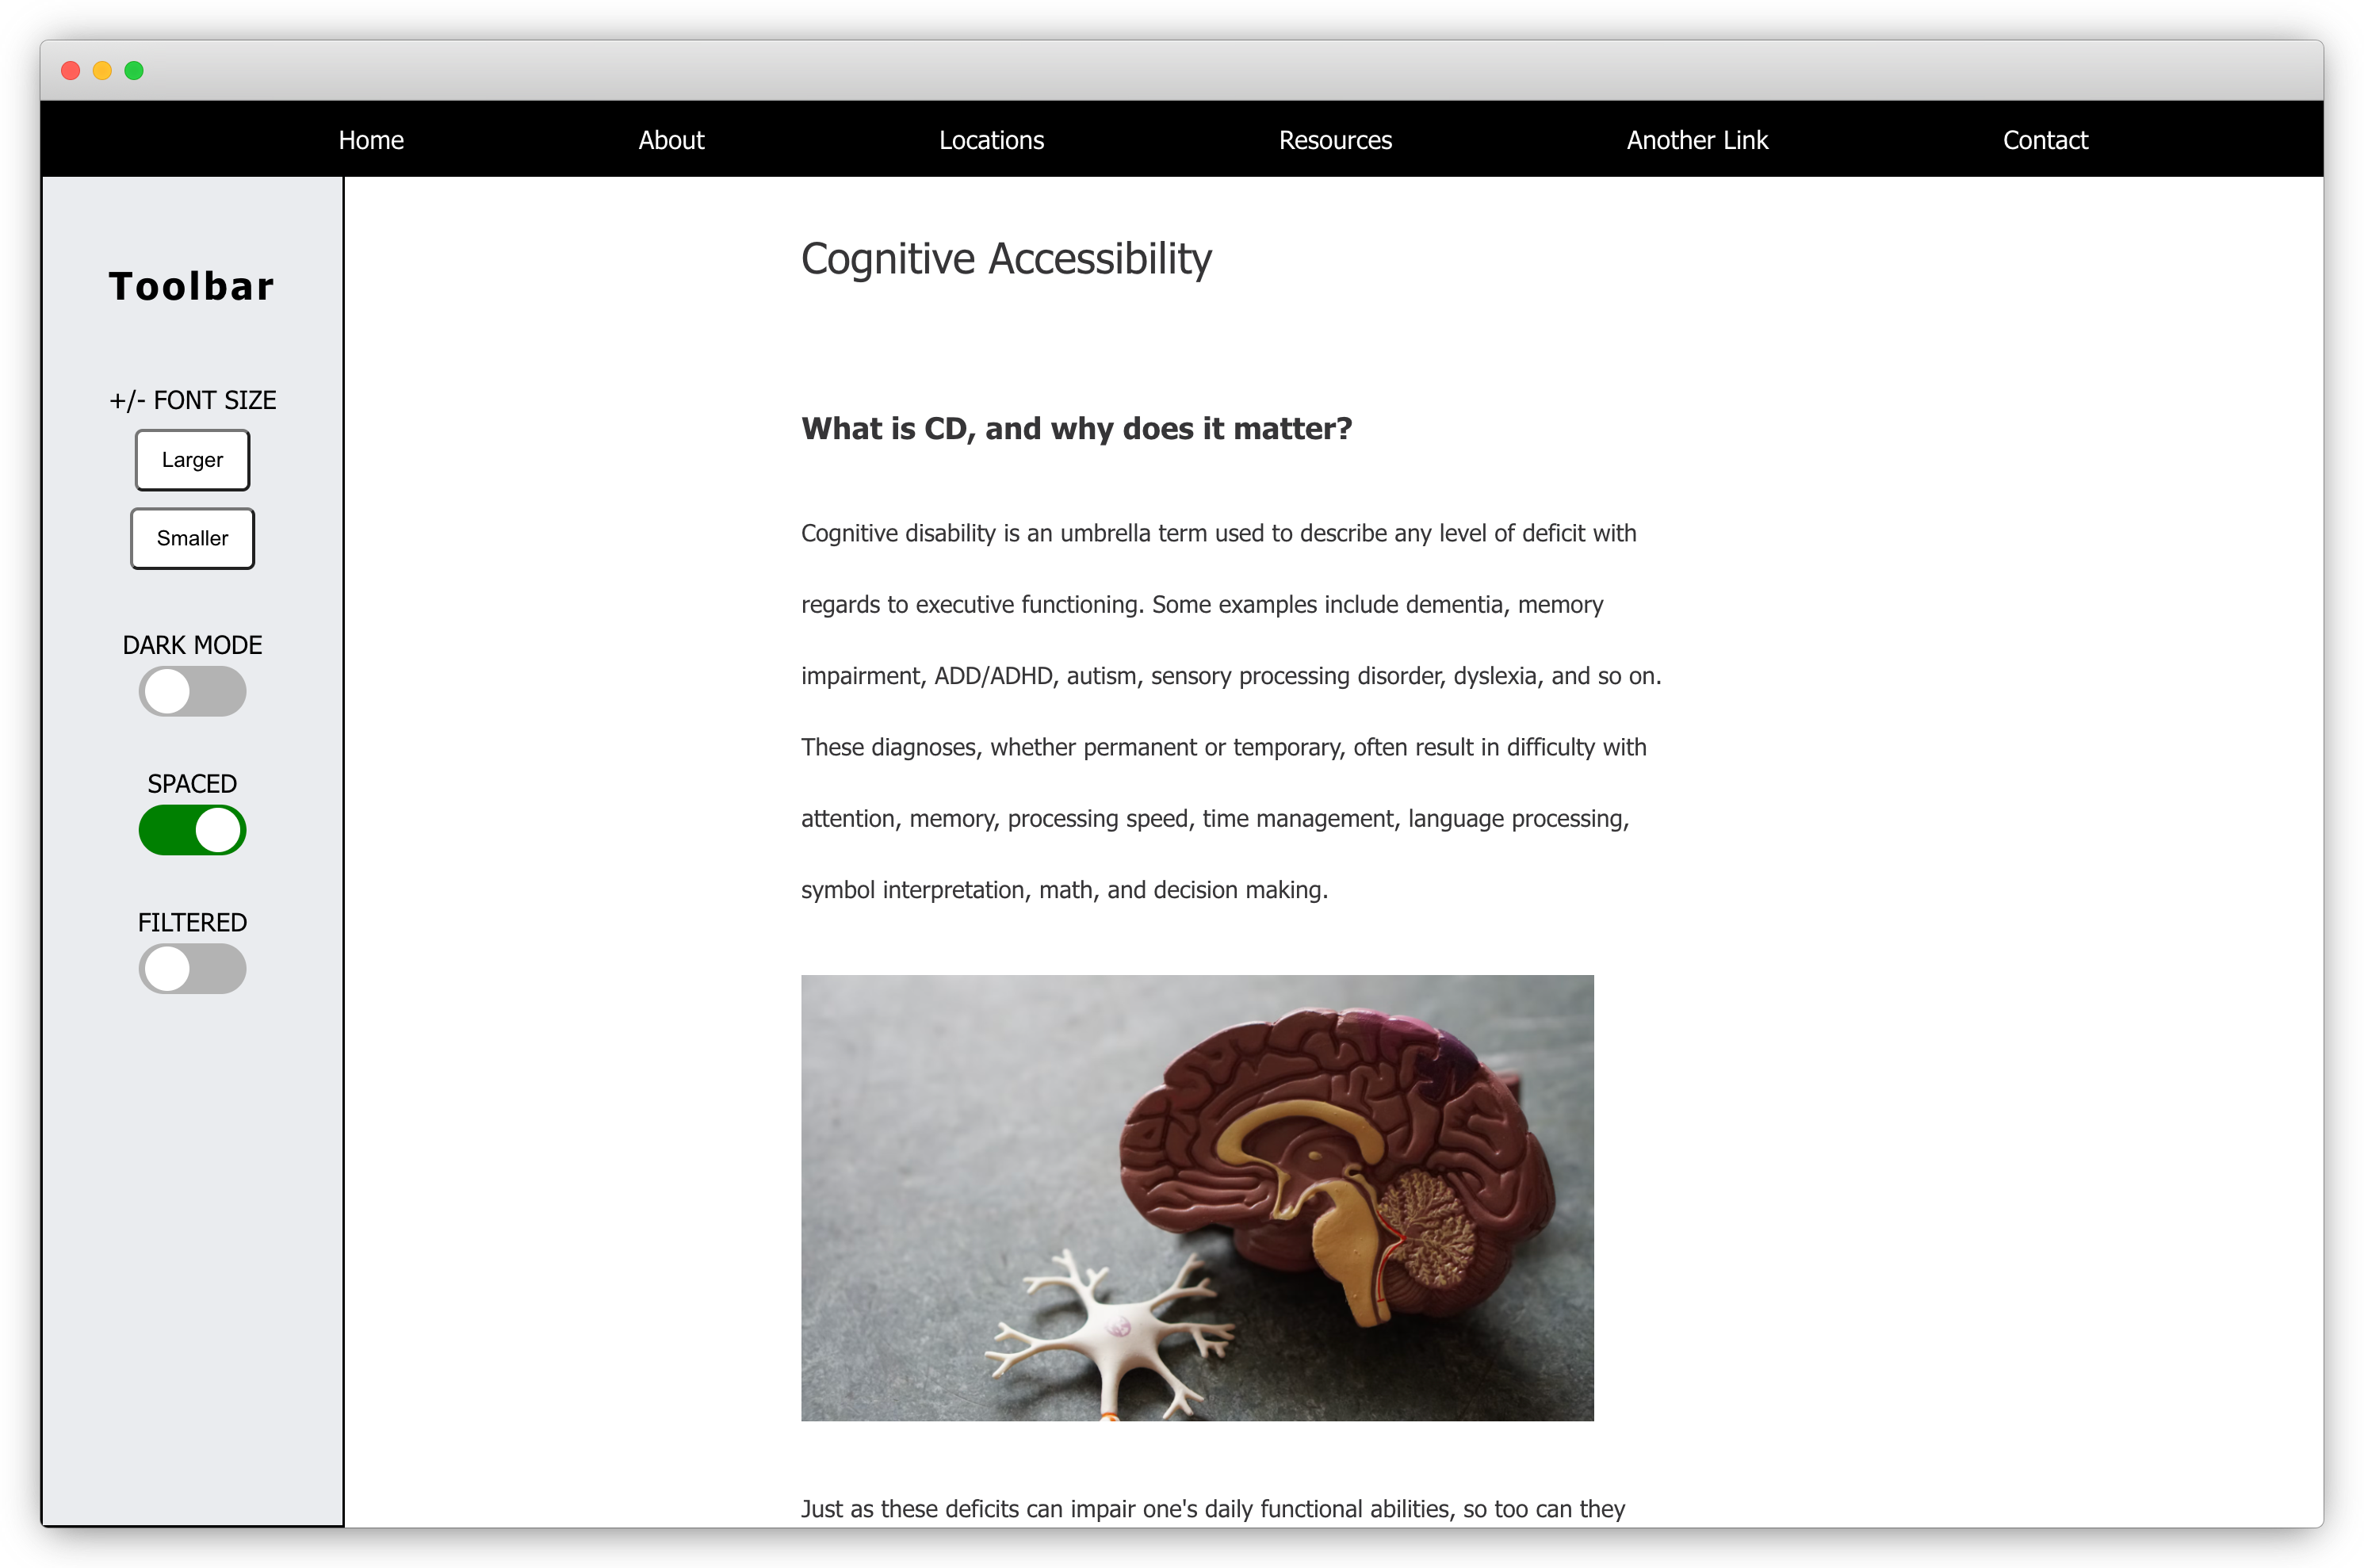 Home About Locations Resources Another Link Contact
Toolbar
+/- FONT SIZE
Larger
Smaller
DARK MODE
SPACED
FILTERED
Cognitive Accessibility
What is CD, and why does it matter?
Cognitive disability is an umbrella term used to describe any level of deficit with
regards to executive functioning. Some examples include dementia, memory
impairment, ADD/ADHD, autism, sensory processing disorder, dyslexia, and so on.
These diagnoses, whether permanent or temporary, often result in difficulty with
attention, memory, processing speed, time management, language processing,
symbol interpretation, math, and decision making.
Just as these deficits can impair one's daily functional abilities, so too can they